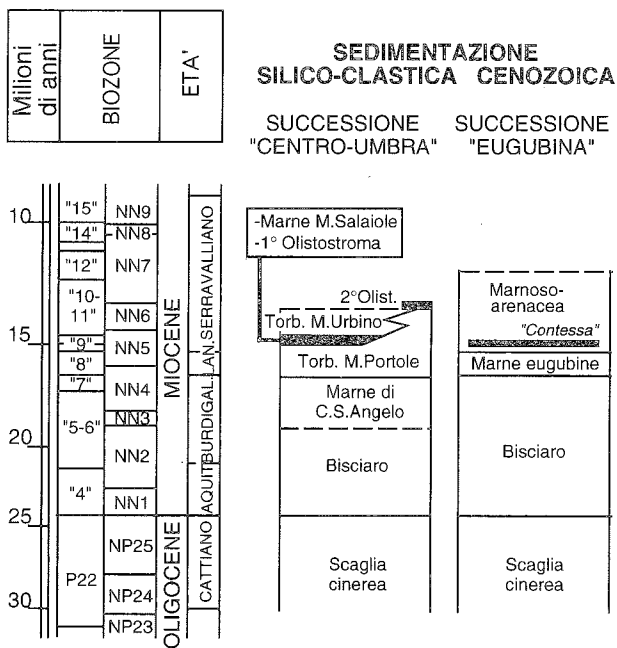 Milioni
di anni
BIOZONE
ETA'
SEDIMENTAZIONE
SILICO-CLASTICA CENOZOICA
SUCCESSIONE
"CENTRO-UMBRA"
SUCCESSIONE
"EUGUBINA"
10
15
20
25
30
"15"
"14"
"12"
"10-
11"
"9"
"8"
"7"
"5-6"
"4"
P22
NN9
NN8
NN7
NN6
NN5
NN4
NN3
NN2
NN1
NP25
NP24
NP23
MIOCENE
OLIGOCENE
SERRAVALLIANO
LAN.
BURDIGAL.
AQUIT
CATTIANO
-Marne M.Salaiole
-1° Olistostroma
2°Olist.
Torb. M.Urbino
Torb. M.Portole
Marne di
C.S.Angelo
Bisciaro
Scaglia
cinerea
Marnoso-
arenacea
"Contessa"
Marne eugubine
Bisciaro
Scaglia
cinerea